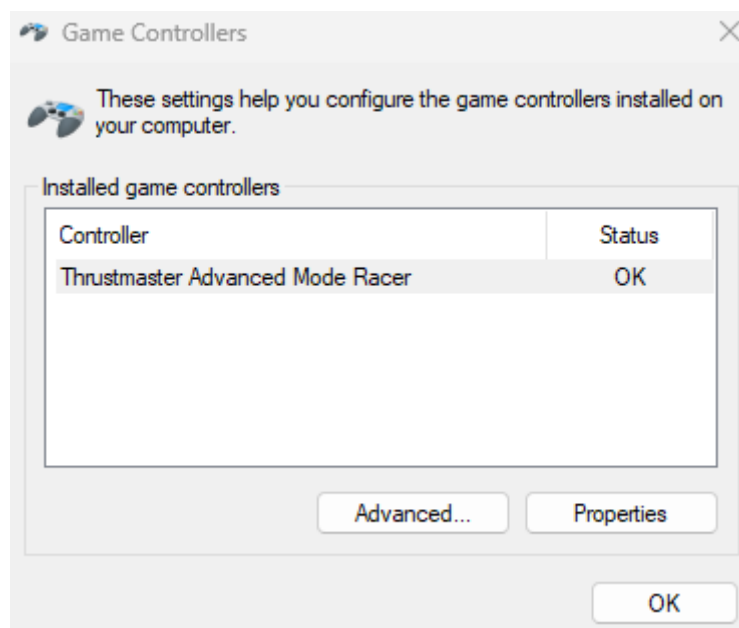 Game Controllers
These settings help you configure the game controllers installed on
your computer.
Installed game controllers
Controller Status
Thrustmaster Advanced Mode Racer OK
Advanced... Properties
OK